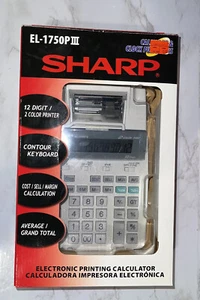 EL-1750PIII
SHARP
12 DIGIT /
2 COLOR PRINTER
CONTOUR
KEYBOARD
COST / SELL / MARGIN
CALCULATION
AVERAGE /
GRAND TOTAL
ELECTRONIC PRINTING CALCULATOR
CALCULADORA IMPRESORA ELECTRÓNICA